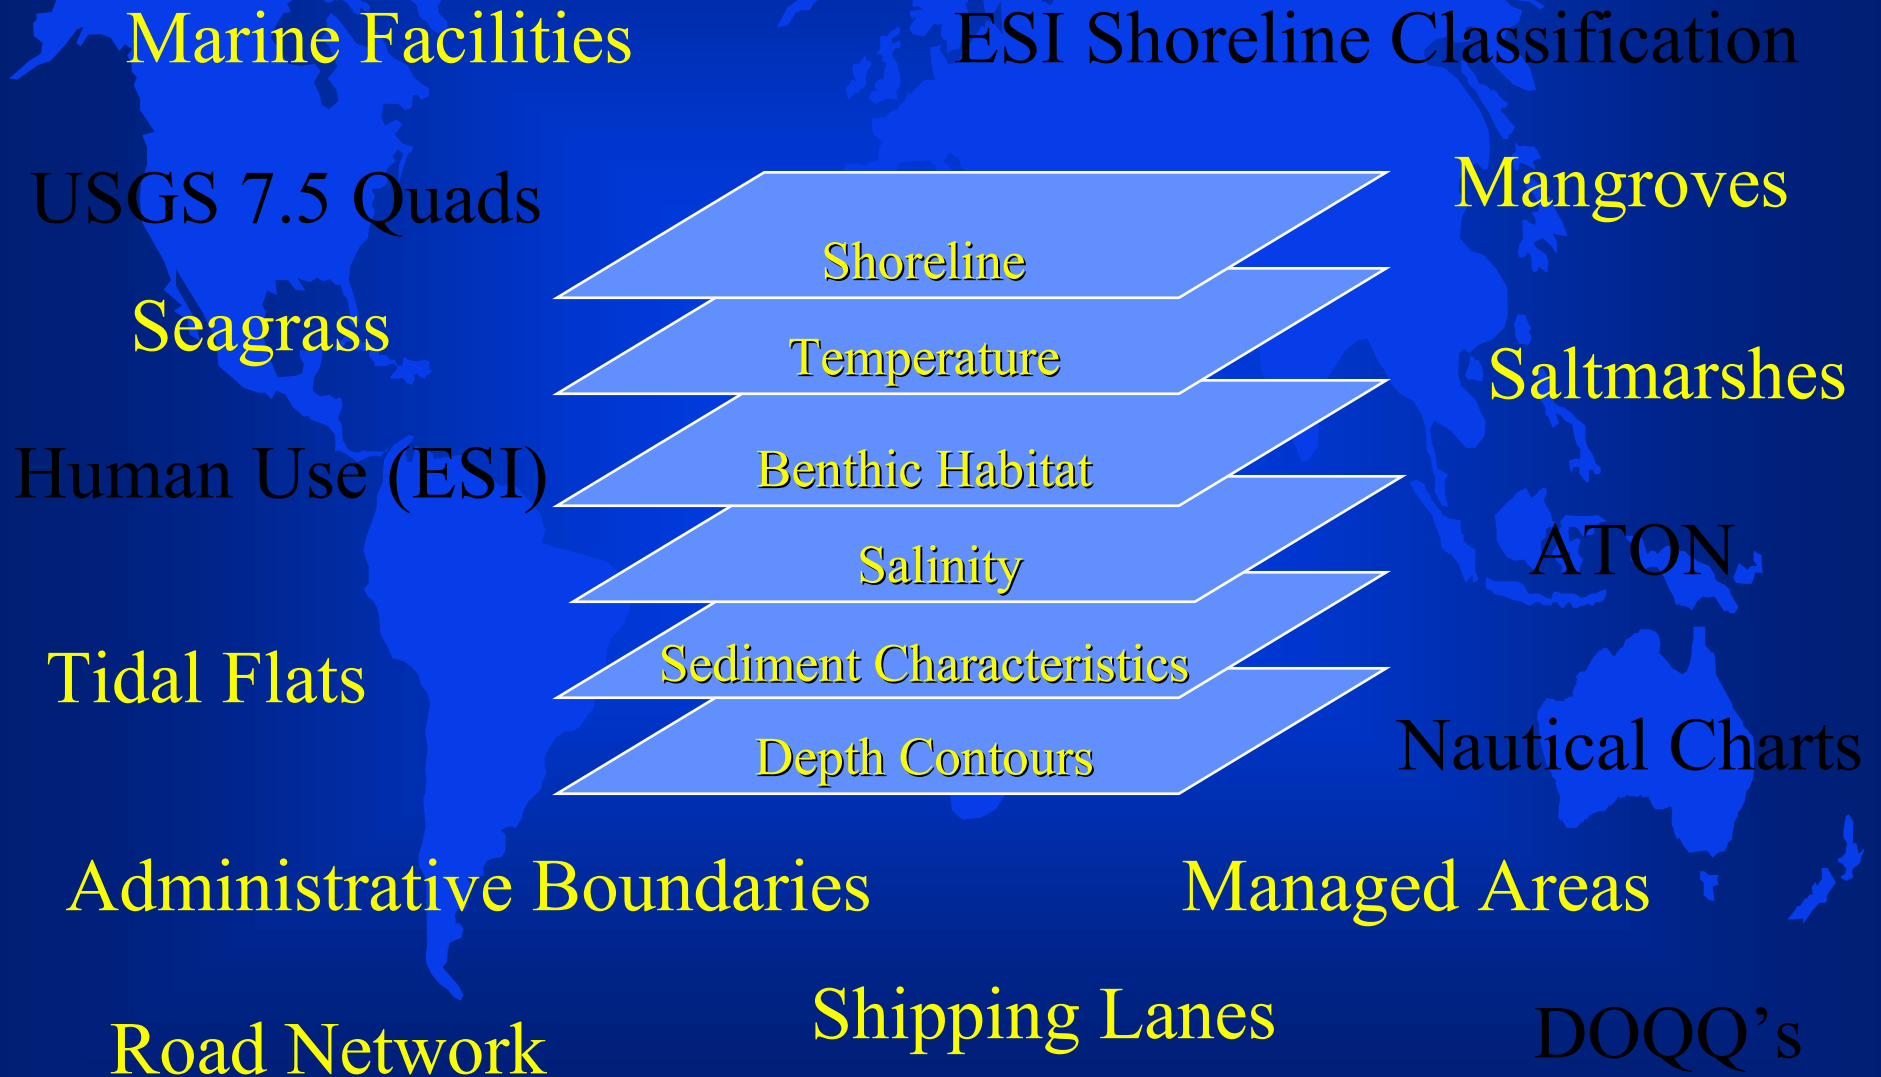 Marine Facilities
ESI Shoreline Classification
USGS 7.5 Quads
Mangroves
Shoreline
Seagrass
Temperature
Saltmarshes
Human Use (ESI)
Benthic Habitat
ATON
Salinity
Tidal Flats
Sediment Characteristics
Nautical Charts
Depth Contours
Administrative Boundaries
Managed Areas
Shipping Lanes
Road Network
DOQQ’s